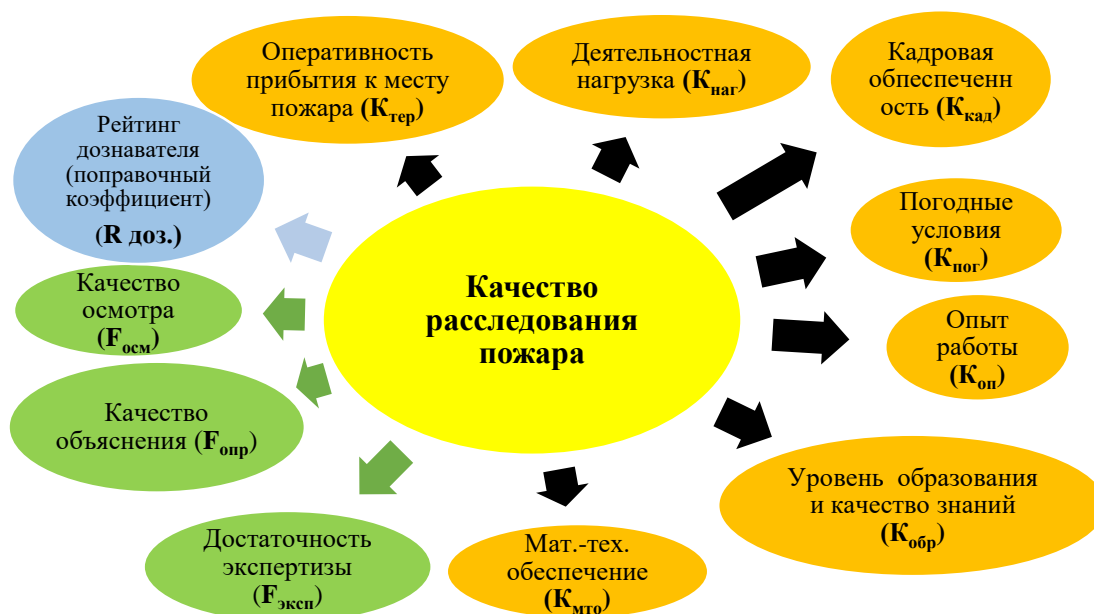 Оперативность
прибытия к месту
пожара (Ктер)
Деятельностная
нагрузка (Кнаг)
Кадровая
обпеспеченн
ость (Ккад)
Рейтинг
дознавателя
(поправочный
коэффициент)
(R доз.)
Погодные
условия
(Кпог)
Качество
расследования
пожара
Качество
осмотра
(Fосм)
Опыт
работы
(Коп)
Качество
объяснения (Fопр)
Уровень образования
и качество знаний
(Кобр)
Достаточность
экспертизы
(Fэксп)
Мат.-тех.
обеспечение
(Кмто)